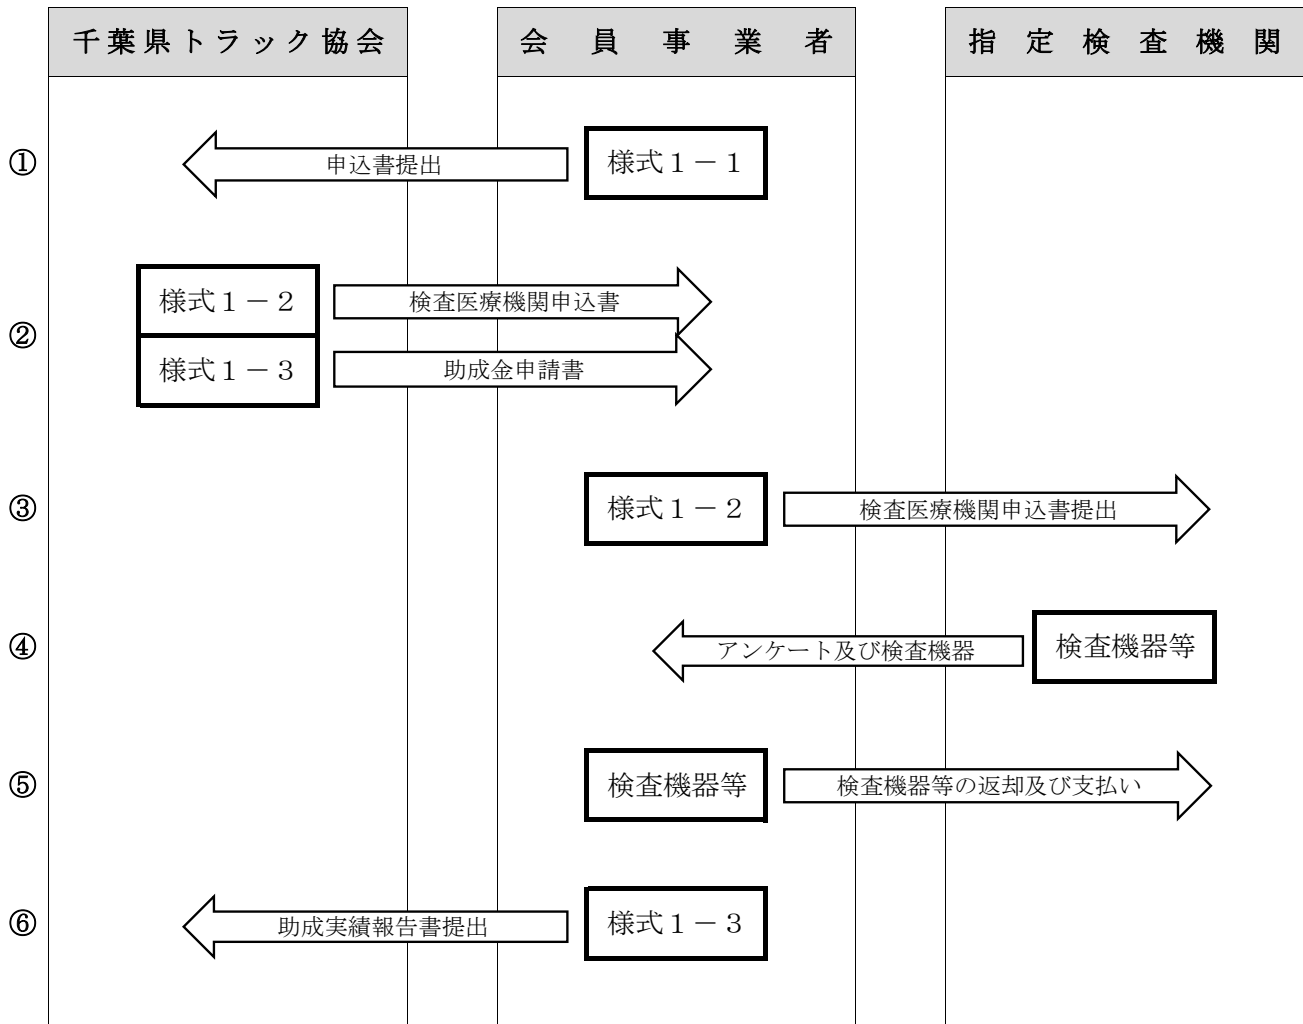 千葉県トラック協会
会員事業者
指定検査機関
①
申込書提出
様式１－１
②
様式１－２
検査医療機関申込書
様式１－３
助成金申請書
③
様式１－２
検査医療機関申込書提出
④
アンケート及び検査機器
検査機器等
⑤
検査機器等
検査機器等の返却及び支払い
⑥
助成実績報告書提出
様式１－３